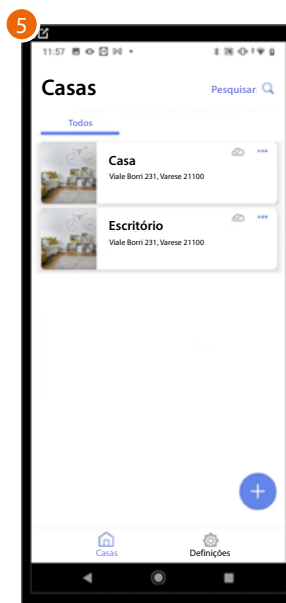 5
11:57
Casas
Pesquisar
Todos
Casa
Viale Borri 231, Varese 21100
Escritório
Viale Borri 231, Varese 21100
Casas
Definições